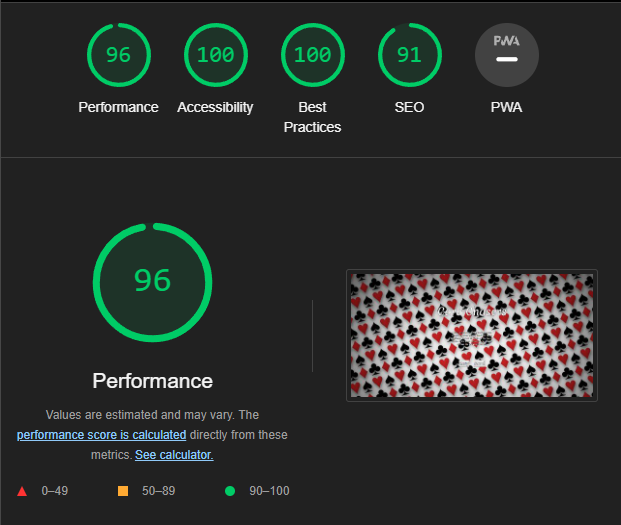 96
100
100
91
PWA
Performance
Accessibility
Best
Practices
SEO
PWA
96
Performance
Values are estimated and may vary. The
performance score is calculated directly from these
metrics. See calculator.
0–49
50–89
90–100